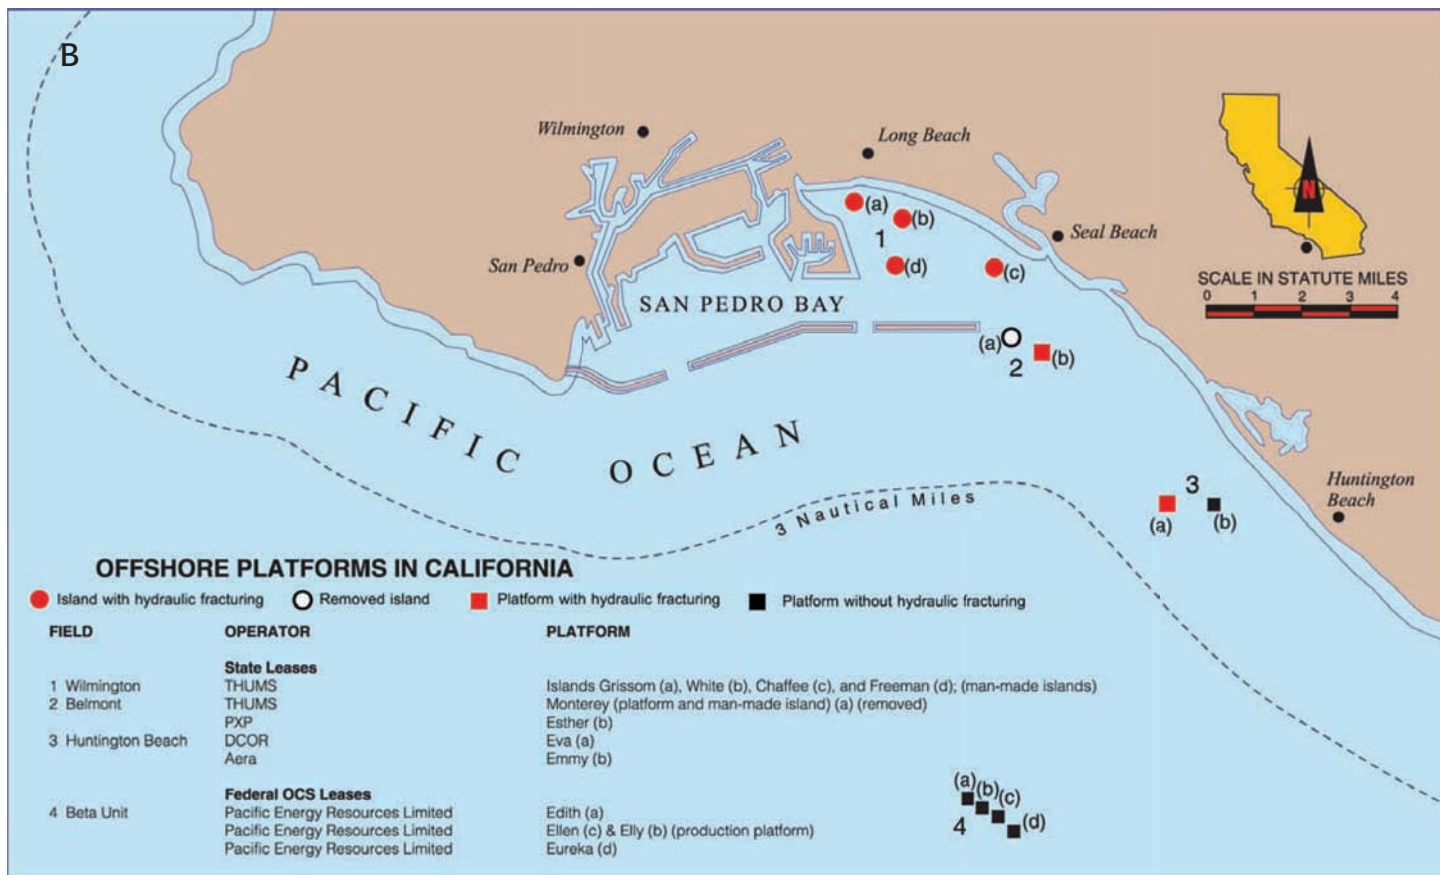 B
Wilmington
Long Beach
(a)
(b)
1
Seal Beach
San Pedro
(d)
(c)
N
SCALE IN STATUTE MILES
0 1 2 3 4
SAN PEDRO BAY
(a)
2
(b)
PACIFIC OCEAN
3 Nautical Miles
3
(a)
(b)
Huntington
Beach
OFFSHORE PLATFORMS IN CALIFORNIA
Island with hydraulic fracturing Removed island Platform with hydraulic fracturing Platform without hydraulic fracturing
FIELD OPERATOR PLATFORM
State Leases
1 Wilmington THUMS Islands Grissom (a), White (b), Chaffee (c), and Freeman (d); (man-made islands)
2 Belmont THUMS Monterey (platform and man-made island) (a) (removed)
PXP Esther (b)
3 Huntington Beach DCOR Eva (a)
Aera Emmy (b)
Federal OCS Leases
4 Beta Unit Pacific Energy Resources Limited Edith (a)
Pacific Energy Resources Limited Ellen (c) & Elly (b) (production platform)
Pacific Energy Resources Limited Eureka (d)
(a)
(b)
(c)
4
(d)